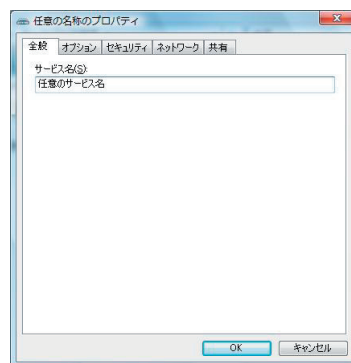 任意の名称のプロパティ
全般 オプション セキュリティ ネットワーク 共有
サービス名(S):
任意のサービス名
OK キャンセル